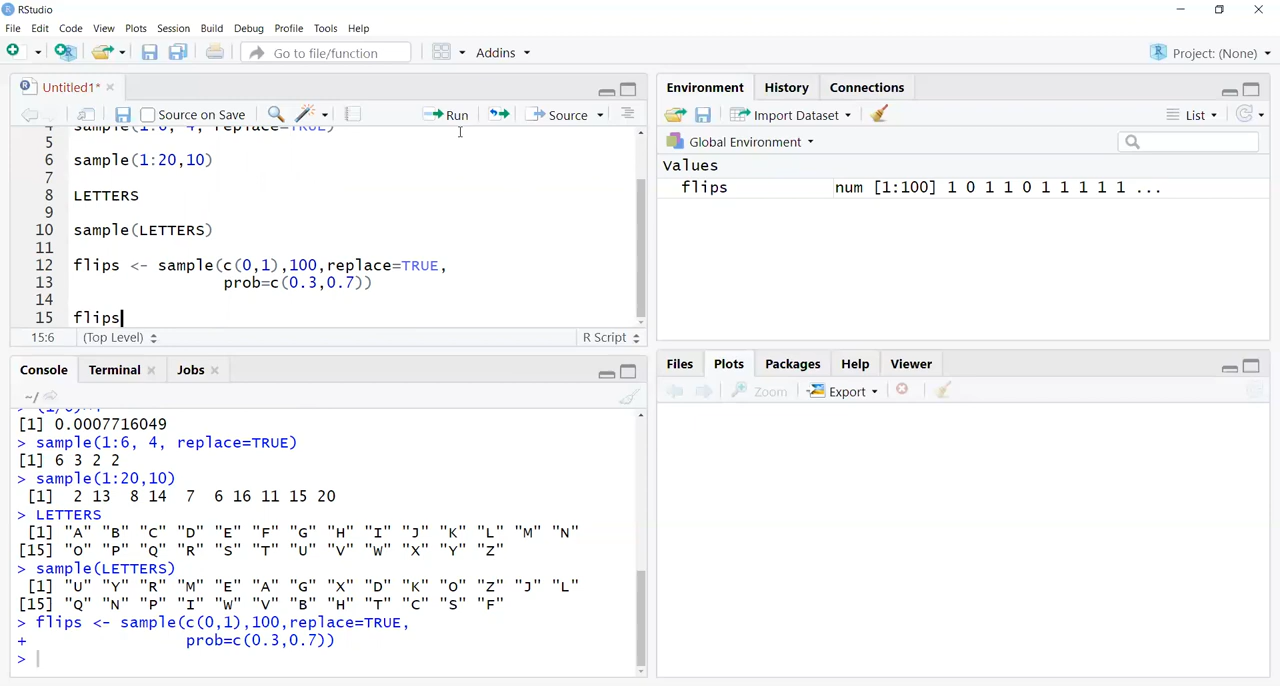 RStudio
File Edit Code View Plots Session Build Debug Profile Tools Help
Go to file/function Addins Project: (None)
Untitled1*
Source on Save Run Source
4 sample(1:6, 4, replace=TRUE)
5
6 sample(1:20,10)
7
8 LETTERS
9
10 sample(LETTERS)
11
12 flips <- sample(c(0,1),100,replace=TRUE,
13 prob=c(0.3,0.7))
14
15 flips
15:6 (Top Level) R Script
Console Terminal Jobs
~/
[1] 0.0007716049
> sample(1:6, 4, replace=TRUE)
[1] 6 3 2 2
> sample(1:20,10)
[1] 2 13 8 14 7 6 16 11 15 20
> LETTERS
[1] "A" "B" "C" "D" "E" "F" "G" "H" "I" "J" "K" "L" "M" "N"
[15] "O" "P" "Q" "R" "S" "T" "U" "V" "W" "X" "Y" "Z"
> sample(LETTERS)
[1] "U" "Y" "R" "M" "E" "A" "G" "X" "D" "K" "O" "Z" "J" "L"
[15] "Q" "N" "P" "I" "W" "V" "B" "H" "T" "C" "S" "F"
> flips <- sample(c(0,1),100,replace=TRUE,
+ prob=c(0.3,0.7))
>
Environment History Connections
Import Dataset List
Global Environment
Values
flips num [1:100] 1 0 1 1 0 1 1 1 1 1 ...
Files Plots Packages Help Viewer
Zoom Export